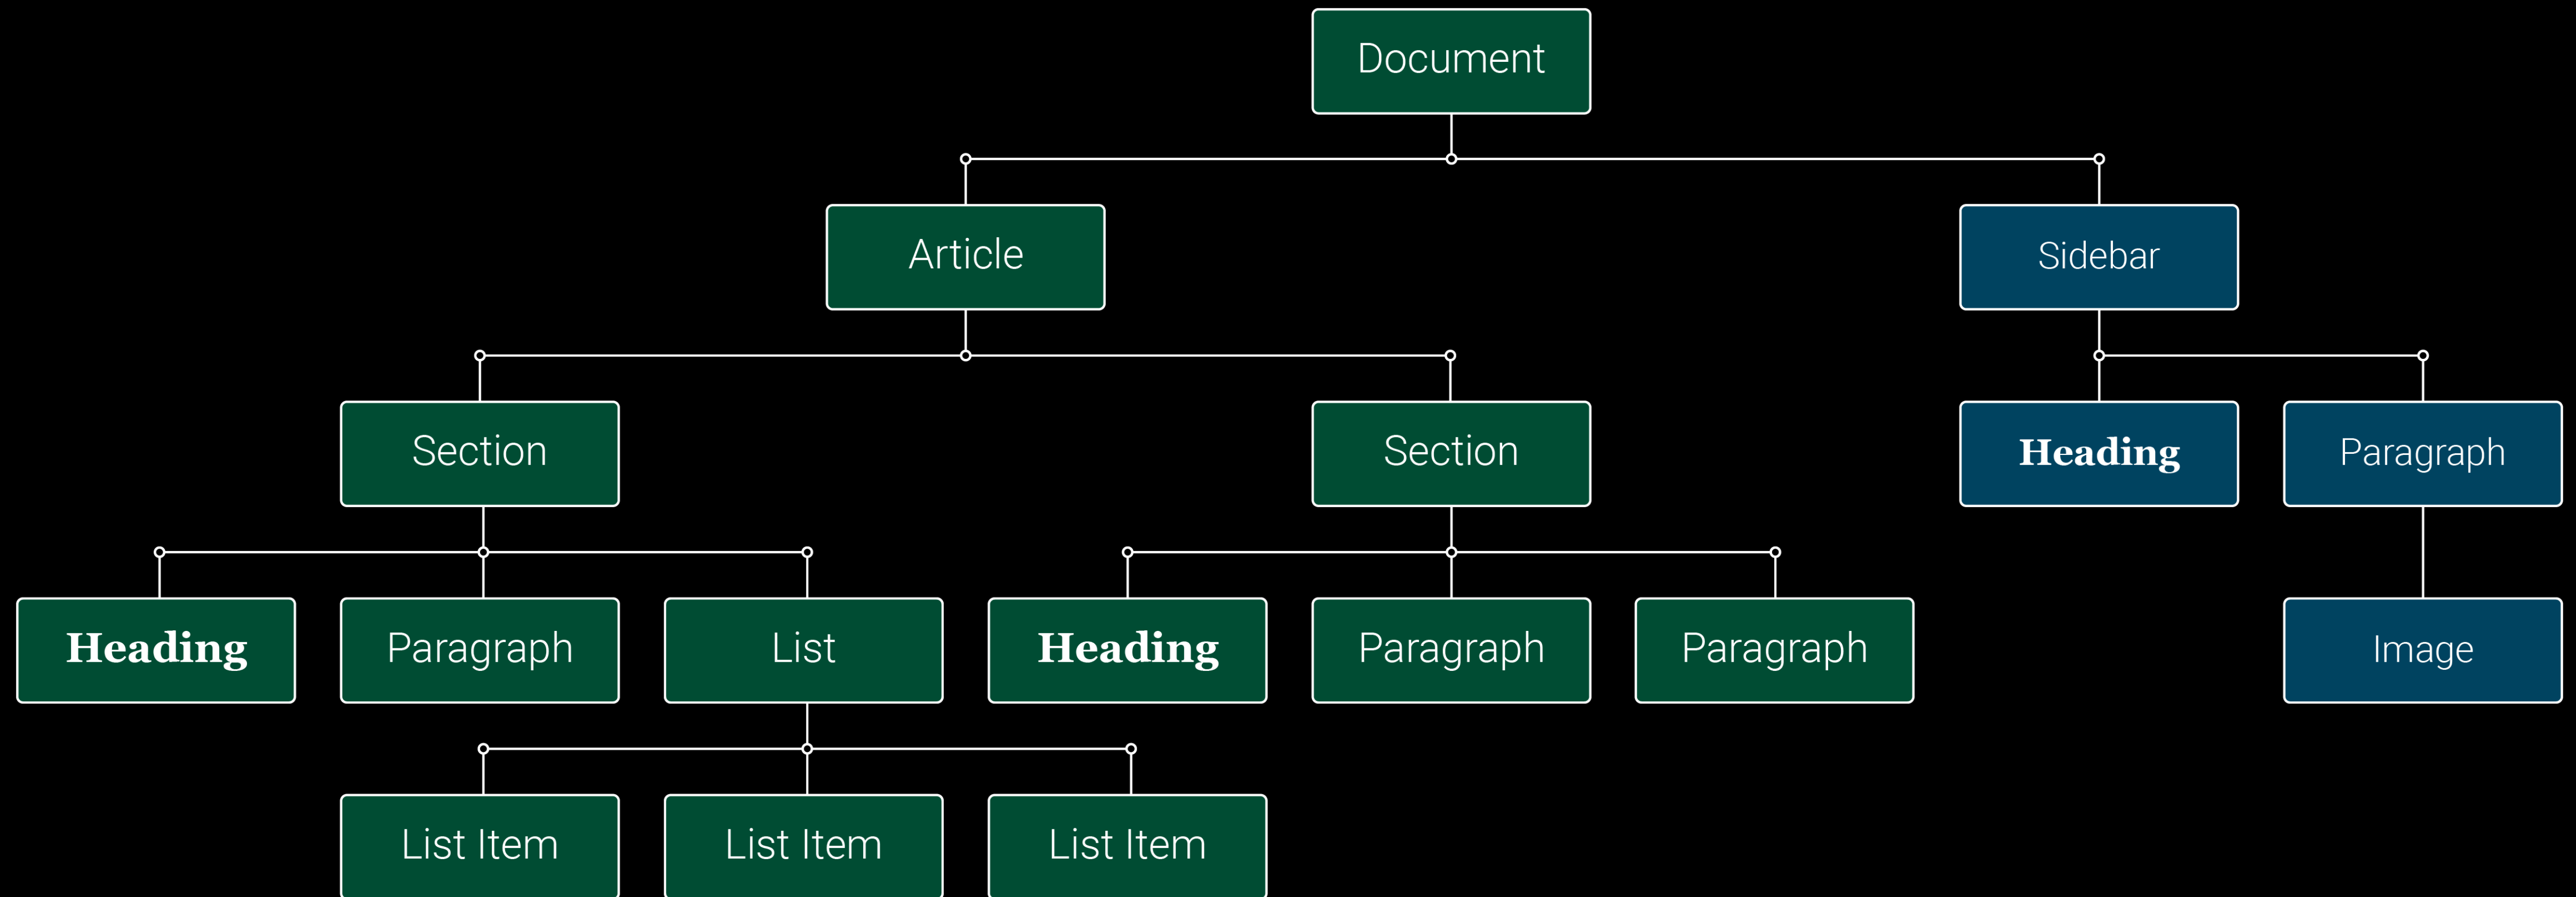 Document
Article
Sidebar
Section
Section
Heading
Paragraph
Heading
Paragraph
List
Heading
Paragraph
Paragraph
Image
List Item
List Item
List Item